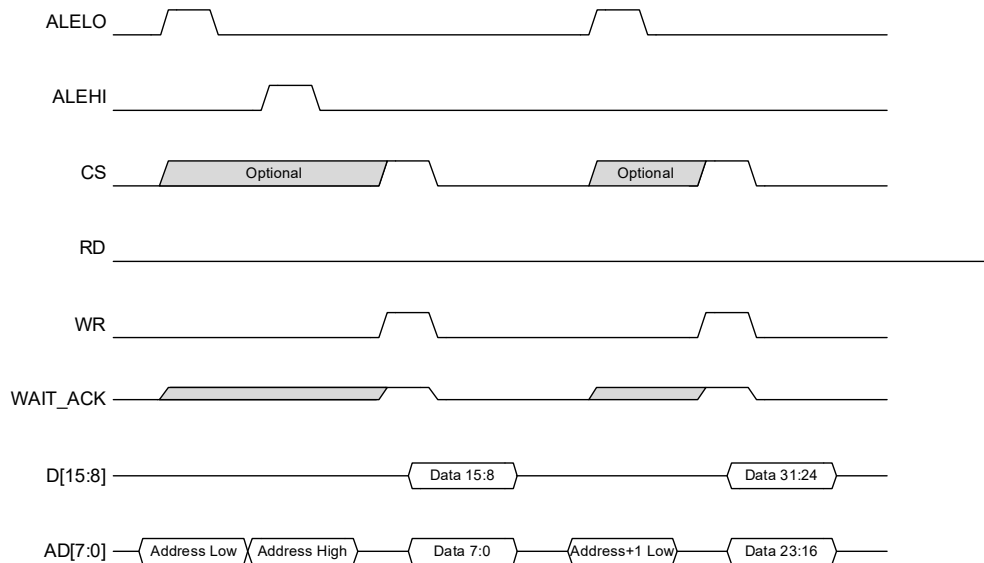 ALELO
ALEHI
CS Optional Optional
RD
WR
WAIT_ACK
D[15:8] Data 15:8 Data 31:24
AD[7:0] Address Low Address High Data 7:0 Address+1 Low Data 23:16